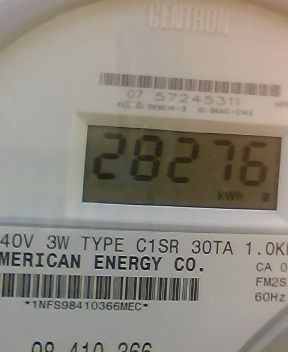 CENTRON
07 57245311
28276
kWh
40V 3W TYPE C1SR 30TA 1.0K
MERICAN ENERGY CO.
CA 0
FM2S
60Hz
*1NFS98410366MEC*
98 410 366